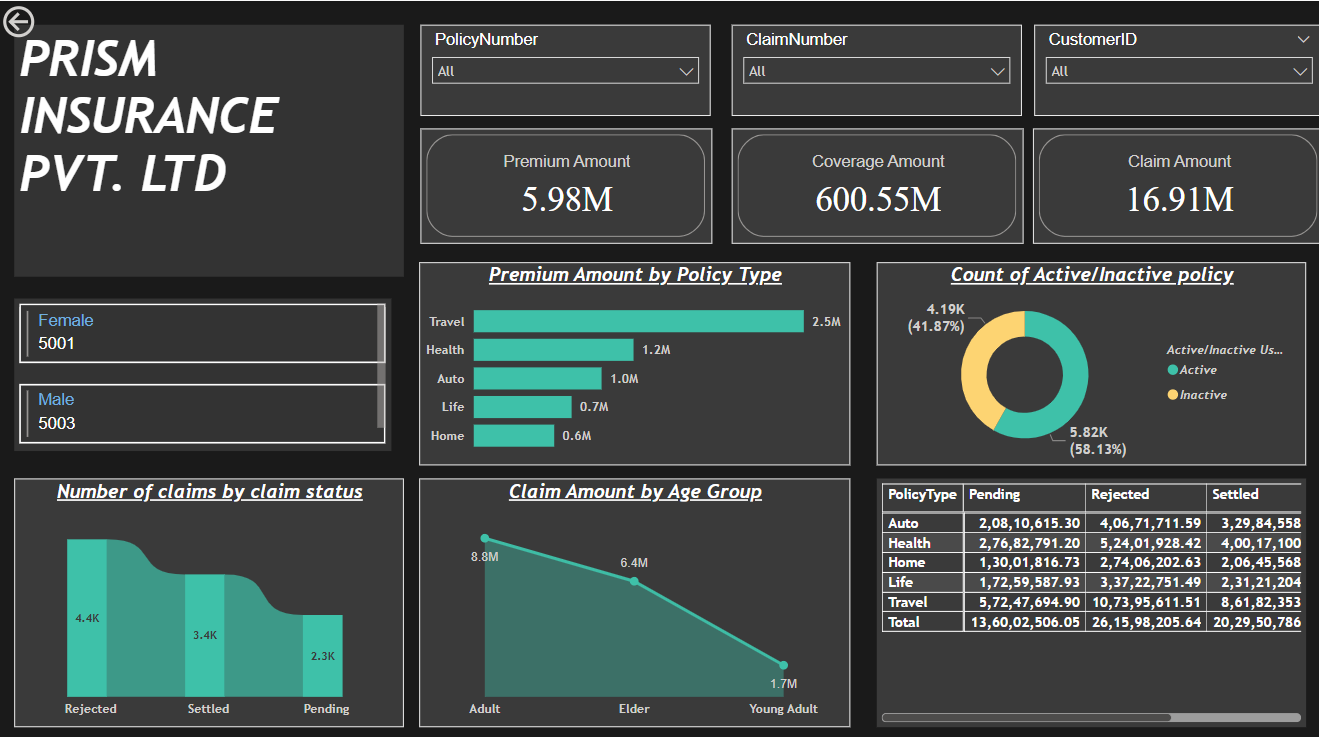 PRISM
INSURANCE
PVT. LTD
PolicyNumber
All
ClaimNumber
All
CustomerID
All
Premium Amount
5.98M
Coverage Amount
600.55M
Claim Amount
16.91M
Female
5001
Male
5003
Premium Amount by Policy Type
Travel 2.5M
Health 1.2M
Auto 1.0M
Life 0.7M
Home 0.6M
Count of Active/Inactive policy
4.19K
(41.87%)
5.82K
(58.13%)
Active/Inactive Us...
Active
Inactive
Number of claims by claim status
4.4K
3.4K
2.3K
Rejected Settled Pending
Claim Amount by Age Group
8.8M
6.4M
1.7M
Adult Elder Young Adult
PolicyType Pending Rejected Settled
Auto 2,08,10,615.30 4,06,71,711.59 3,29,84,558
Health 2,76,82,791.20 5,24,01,928.42 4,00,17,100
Home 1,30,01,816.73 2,74,06,202.63 2,06,45,568
Life 1,72,59,587.93 3,37,22,751.49 2,31,21,204
Travel 5,72,47,694.90 10,73,95,611.51 8,61,82,353
Total 13,60,02,506.05 26,15,98,205.64 20,29,50,786